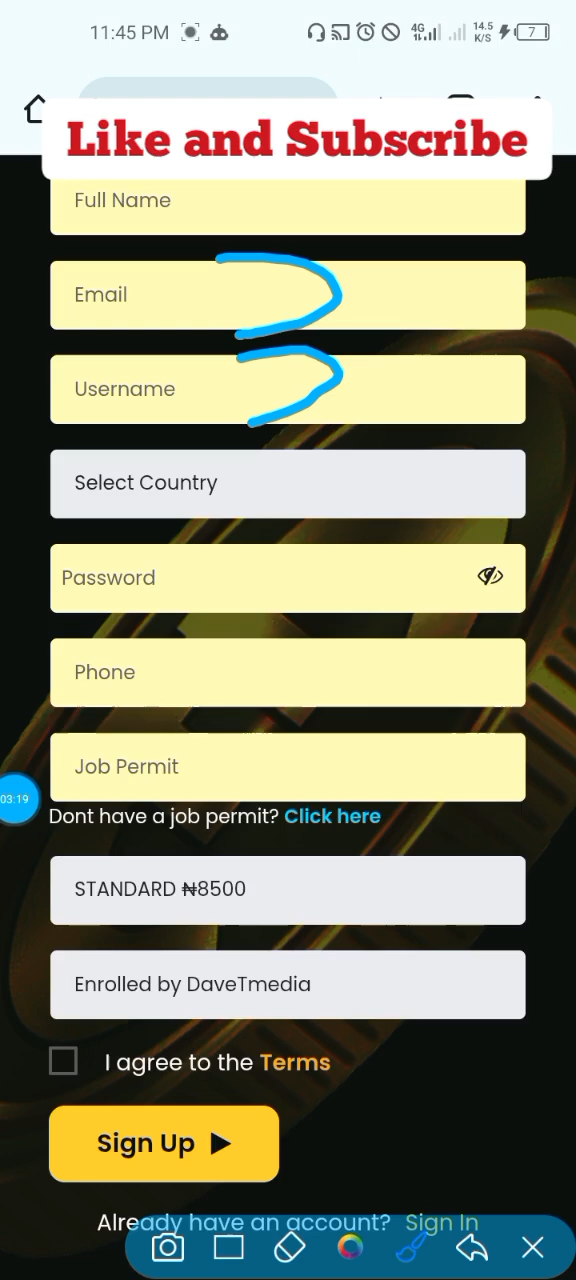 11:45 PM
4G
14.5
K/S
7
Like and Subscribe
Full Name
Email
Username
Select Country
Password
Phone
Job Permit
03:19
Dont have a job permit? Click here
STANDARD ₦8500
Enrolled by DaveTmedia
I agree to the Terms
Sign Up
Already have an account? Sign In